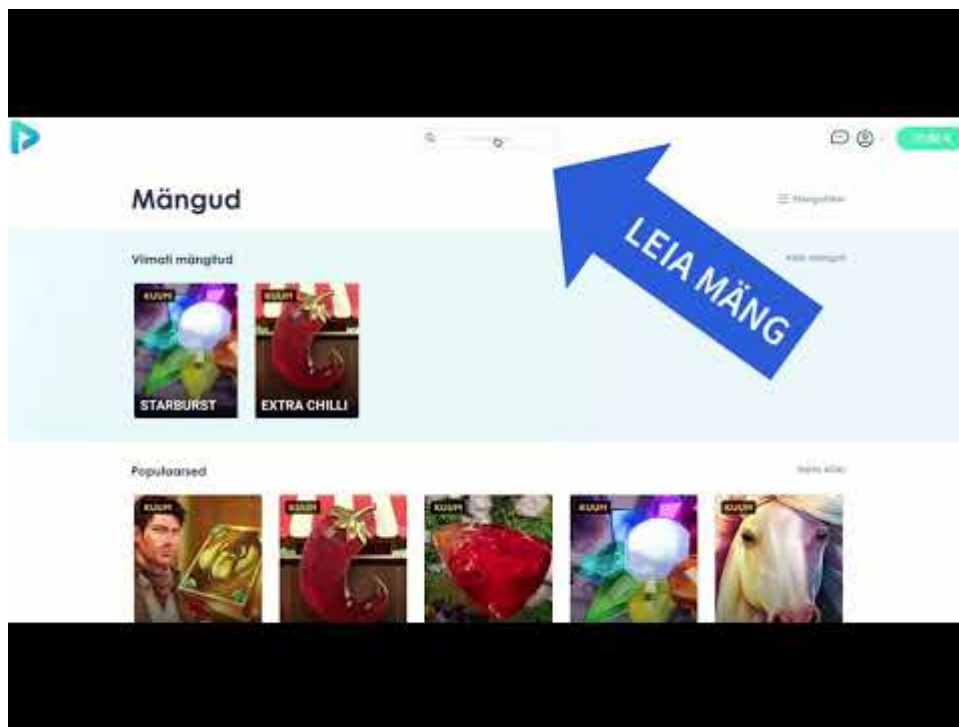 Mängud
LEIA MÄNG
Viimati mängitud
KUUM
KUUM
STARBURST
EXTRA CHILLI
Populaarsed
KUUM
KUUM
KUUM
KUUM
KUUM